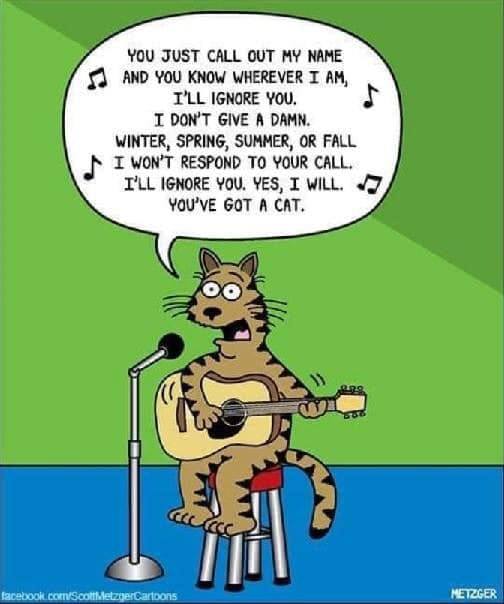 YOU JUST CALL OUT MY NAME
AND YOU KNOW WHEREVER I AM,
I'LL IGNORE YOU.
I DON'T GIVE A DAMN.
WINTER, SPRING, SUMMER, OR FALL
I WON'T RESPOND TO YOUR CALL.
I'LL IGNORE YOU. YES, I WILL.
YOU'VE GOT A CAT.
facebook.com/ScottMetzgerCartoons
METZGER